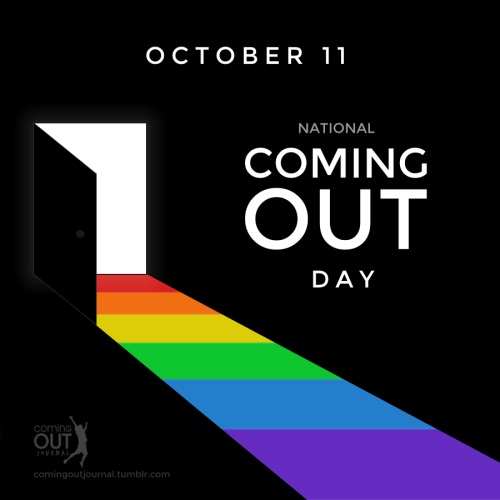 OCTOBER 11
NATIONAL
COMING
OUT
DAY
coming
OUT
JOURNAL
comingoutjournal.tumblr.com